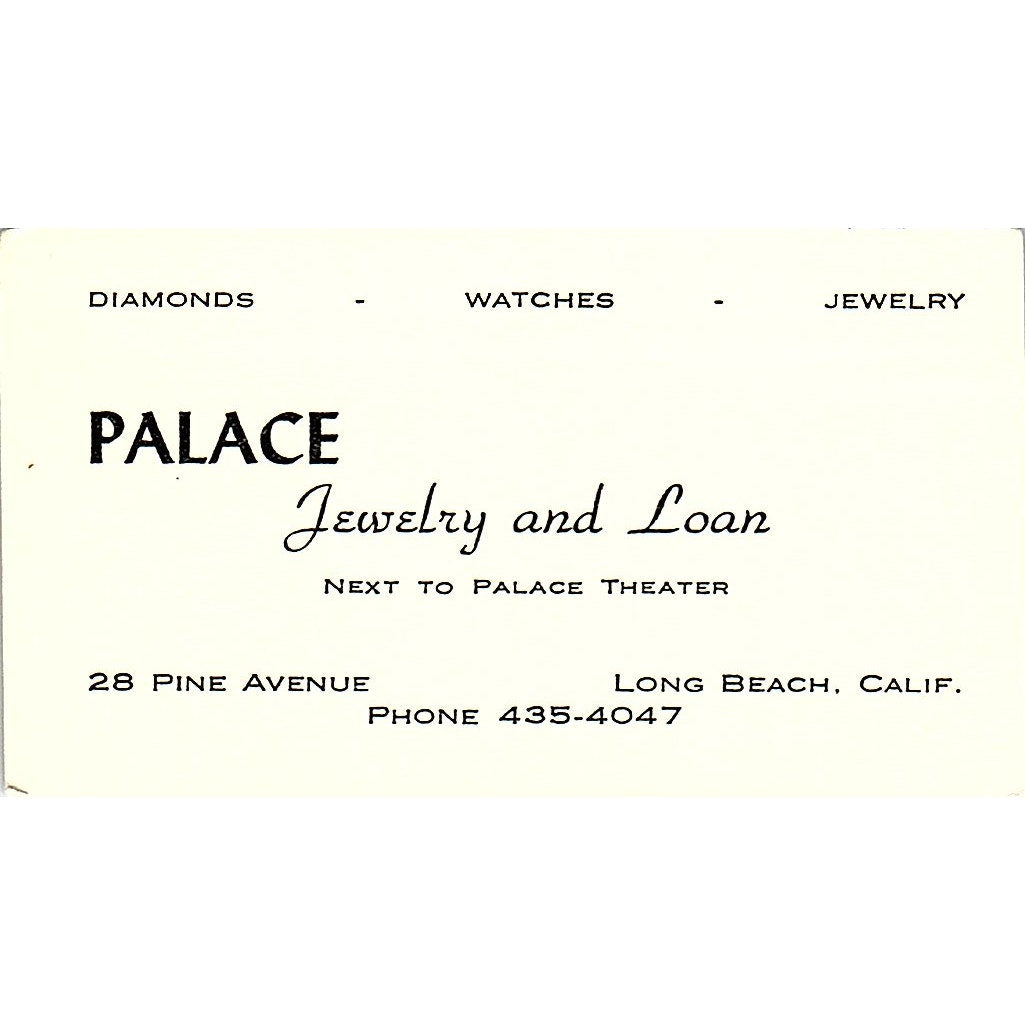 DIAMONDS - WATCHES - JEWELRY
PALACE
Jewelry and Loan
NEXT TO PALACE THEATER
28 PINE AVENUE LONG BEACH, CALIF.
PHONE 435-4047